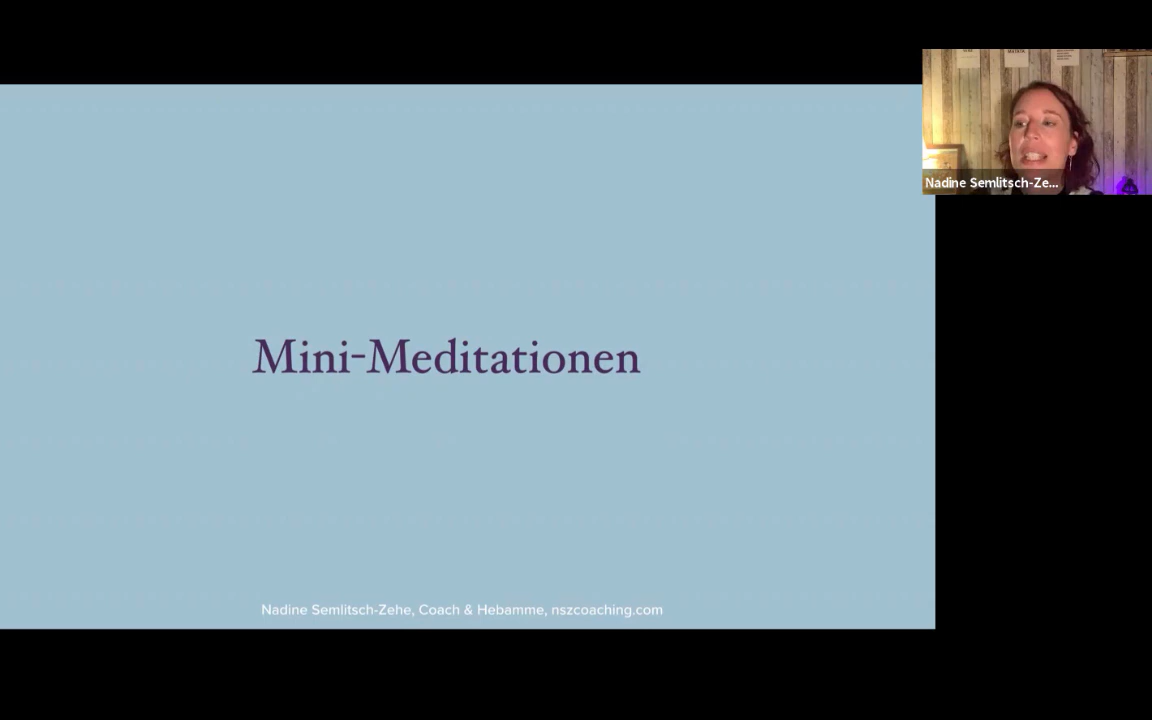 Nadine Semlitsch-Ze...
Mini-Meditationen
Nadine Semlitsch-Zehe, Coach & Hebamme, nszcoaching.com